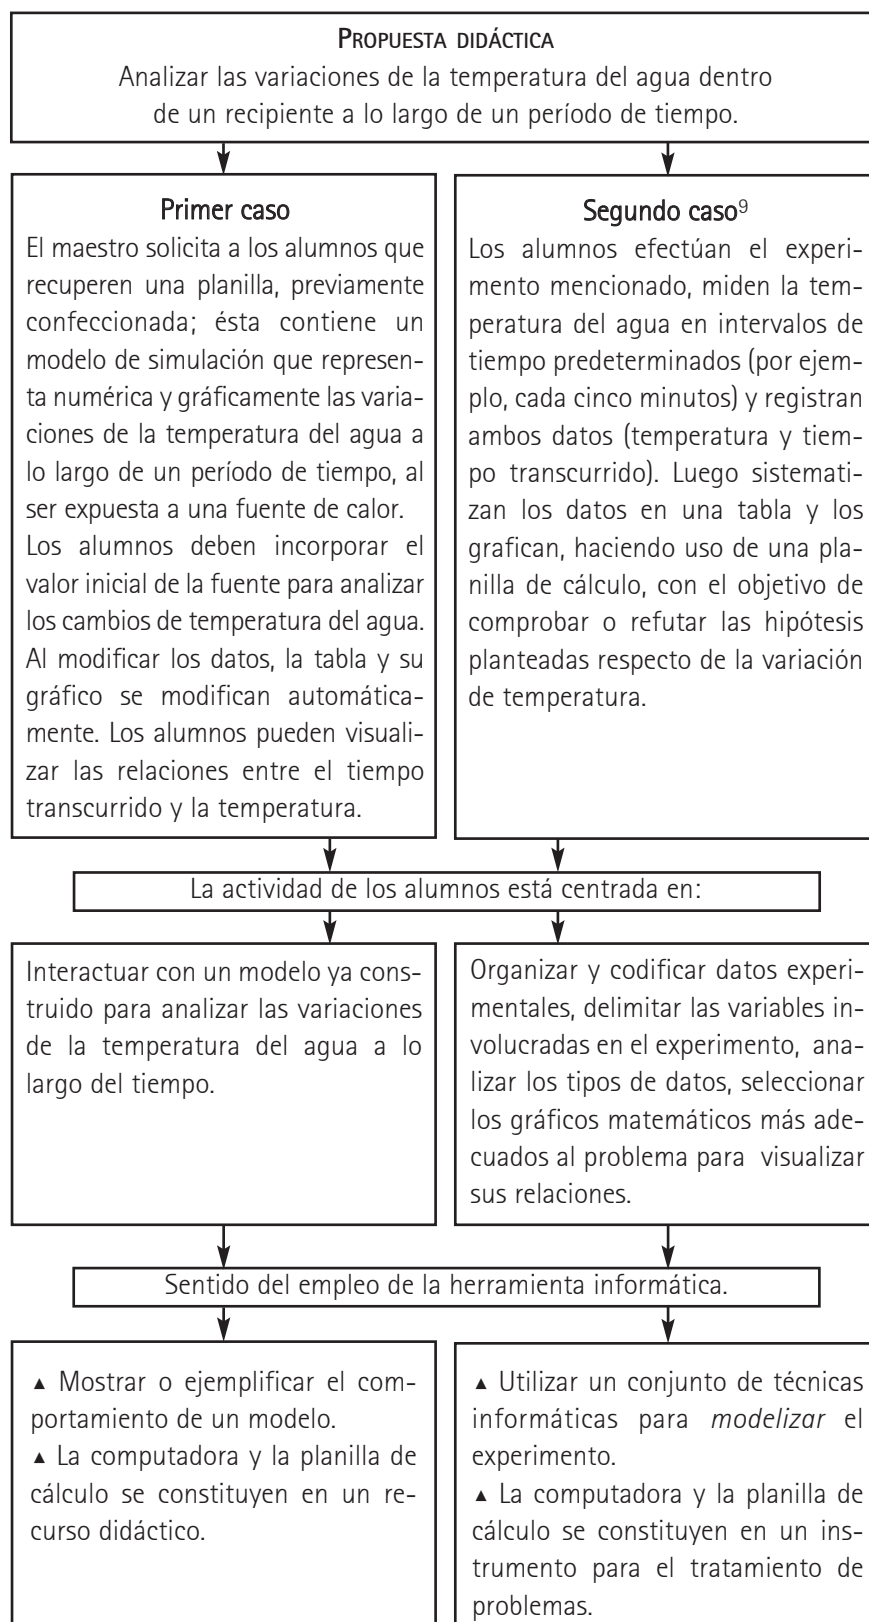 PROPUESTA DIDÁCTICA
Analizar las variaciones de la temperatura del agua dentro
de un recipiente a lo largo de un período de tiempo.
Primer caso
El maestro solicita a los alumnos que
recuperen una planilla, previamente
confeccionada; ésta contiene un
modelo de simulación que represen-
ta numérica y gráficamente las varia-
ciones de la temperatura del agua a
lo largo de un período de tiempo, al
ser expuesta a una fuente de calor.
Los alumnos deben incorporar el
valor inicial de la fuente para analizar
los cambios de temperatura del agua.
Al modificar los datos, la tabla y su
gráfico se modifican automática-
mente. Los alumnos pueden visuali-
zar las relaciones entre el tiempo
transcurrido y la temperatura.
Segundo caso⁹
Los alumnos efectúan el experi-
mento mencionado, miden la tem-
peratura del agua en intervalos de
tiempo predeterminados (por ejem-
plo, cada cinco minutos) y registran
ambos datos (temperatura y tiem-
po transcurrido). Luego sistemati-
zan los datos en una tabla y los
grafican, haciendo uso de una pla-
nilla de cálculo, con el objetivo de
comprobar o refutar las hipótesis
planteadas respecto de la variación
de temperatura.
La actividad de los alumnos está centrada en:
Interactuar con un modelo ya cons-
truido para analizar las variaciones
de la temperatura del agua a lo
largo del tiempo.
Organizar y codificar datos experi-
mentales, delimitar las variables in-
volucradas en el experimento, ana-
lizar los tipos de datos, seleccionar
los gráficos matemáticos más ade-
cuados al problema para visualizar
sus relaciones.
Sentido del empleo de la herramienta informática.
▲ Mostrar o ejemplificar el com-
portamiento de un modelo.
▲ La computadora y la planilla de
cálculo se constituyen en un re-
curso didáctico.
▲ Utilizar un conjunto de técnicas
informáticas para modelizar el
experimento.
▲ La computadora y la planilla de
cálculo se constituyen en un ins-
trumento para el tratamiento de
problemas.